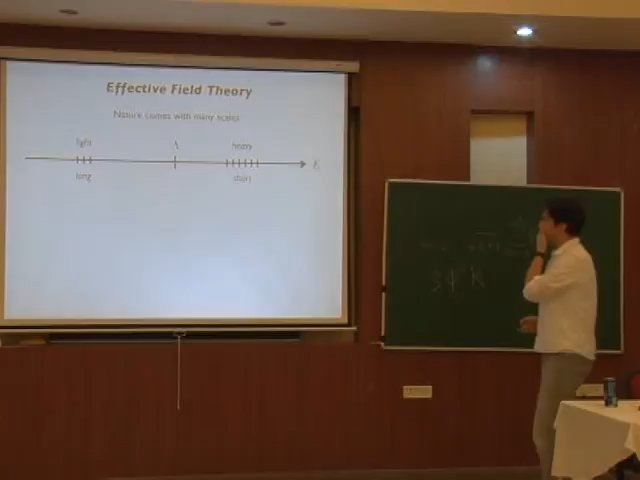 Effective Field Theory
Nature comes with many scales
light Λ heavy
E
long short